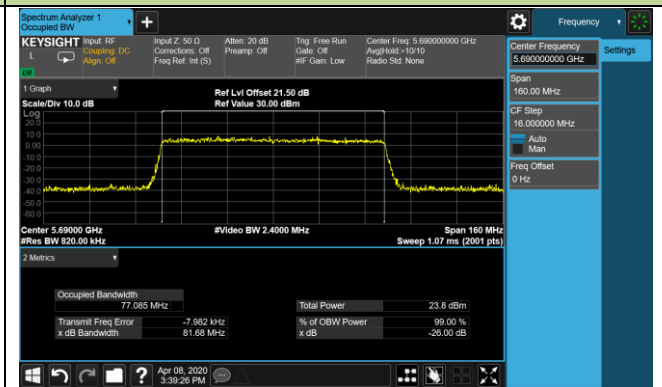 Spectrum Analyzer 1
Occupied BW
Frequency
KEYSIGHT Input: RF
L
Coupling: DC
Align: Off
Input Z: 50 Ω
Corrections: Off
Freq Ref: Int (S)
Atten: 20 dB
Preamp: Off
Trig: Free Run
Gate: Off
#IF Gain: Low
Center Freq: 5.690000000 GHz
Avg|Hold:>10/10
Radio Std: None
Center Frequency
5.690000000 GHz
Settings
Span
160.00 MHz
CF Step
16.000000 MHz
Auto
Man
Freq Offset
0 Hz
1 Graph
Scale/Div 10.0 dB
Ref Lvl Offset 21.50 dB
Ref Value 30.00 dBm
Log
20.0
10.0
0.00
-10.0
-20.0
-30.0
-40.0
-50.0
-60.0
Center 5.69000 GHz
#Res BW 820.00 kHz
#Video BW 2.4000 MHz
Span 160 MHz
Sweep 1.07 ms (2001 pts)
2 Metrics
Occupied Bandwidth
77.085 MHz
Total Power 23.8 dBm
Transmit Freq Error -7.982 kHz
% of OBW Power 99.00 %
x dB Bandwidth 81.68 MHz
x dB -26.00 dB
?
Apr 08, 2020
3:39:26 PM